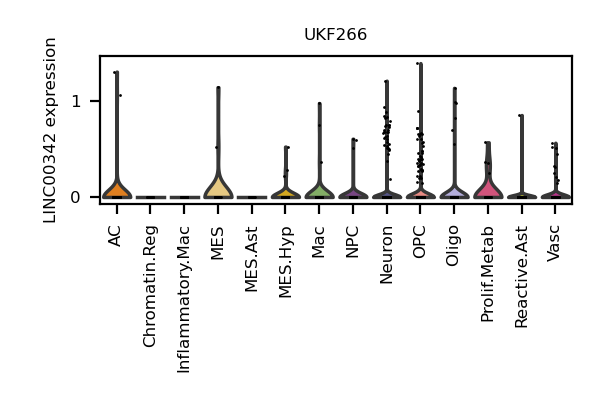 UKF266
LINC00342 expression
1
0
AC
Chromatin.Reg
Inflammatory.Mac
MES
MES.Ast
MES.Hyp
Mac
NPC
Neuron
OPC
Oligo
Prolif.Metab
Reactive.Ast
Vasc